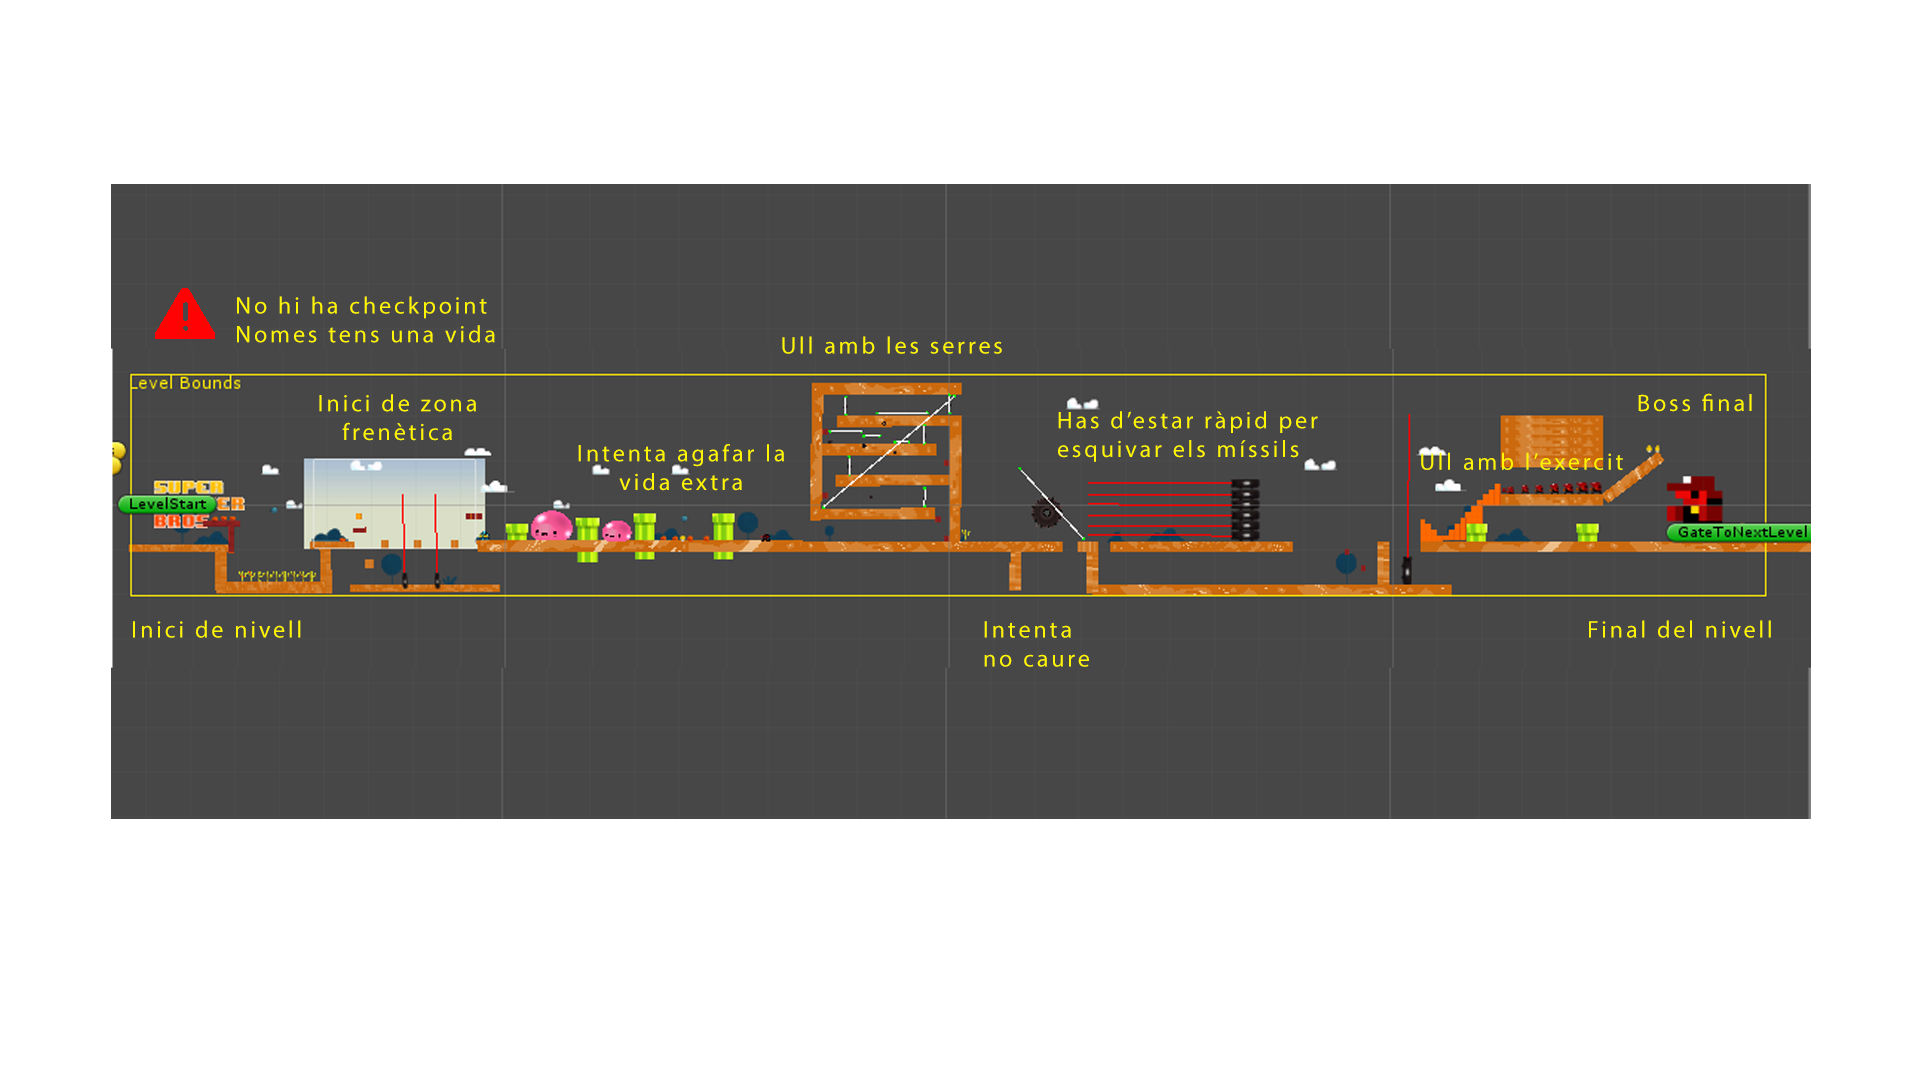 No hi ha checkpoint
Nomes tens una vida
Ull amb les serres
Level Bounds
Inici de zona
frenètica
Boss final
Has d'estar ràpid per
esquivar els míssils
Intenta agafar la
vida extra
Ull amb l'exercit
SUPER
LevelStart
ER
BROS
GateToNextLevel
Inici de nivell
Intenta
no caure
Final del nivell